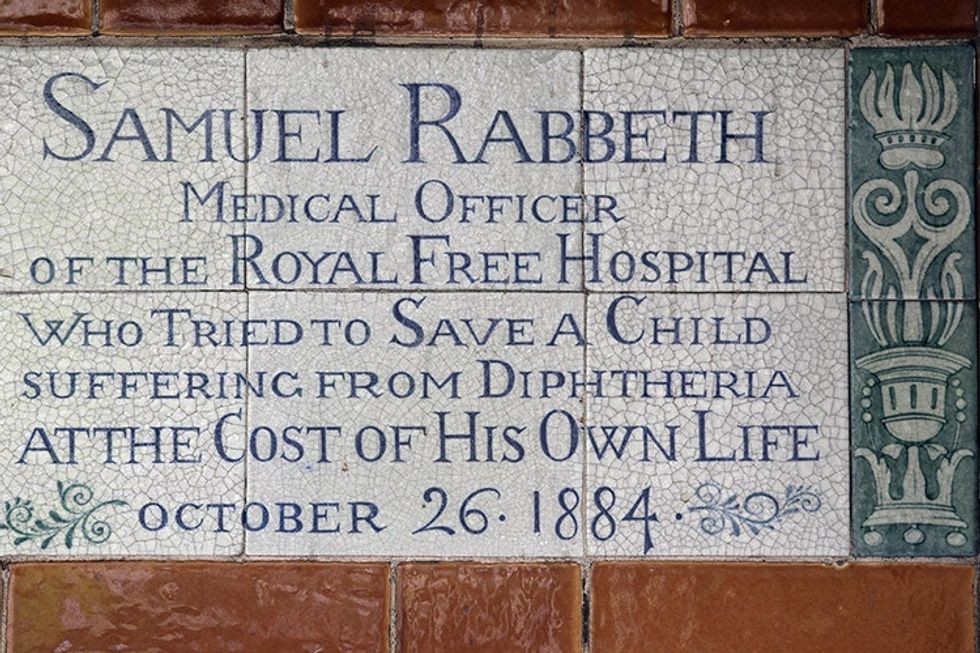 SAMUEL RABBETH
MEDICAL OFFICER
OF THE ROYAL FREE HOSPITAL
WHO TRIED TO SAVE A CHILD
SUFFERING FROM DIPHTHERIA
AT THE COST OF HIS OWN LIFE
OCTOBER 26·1884·